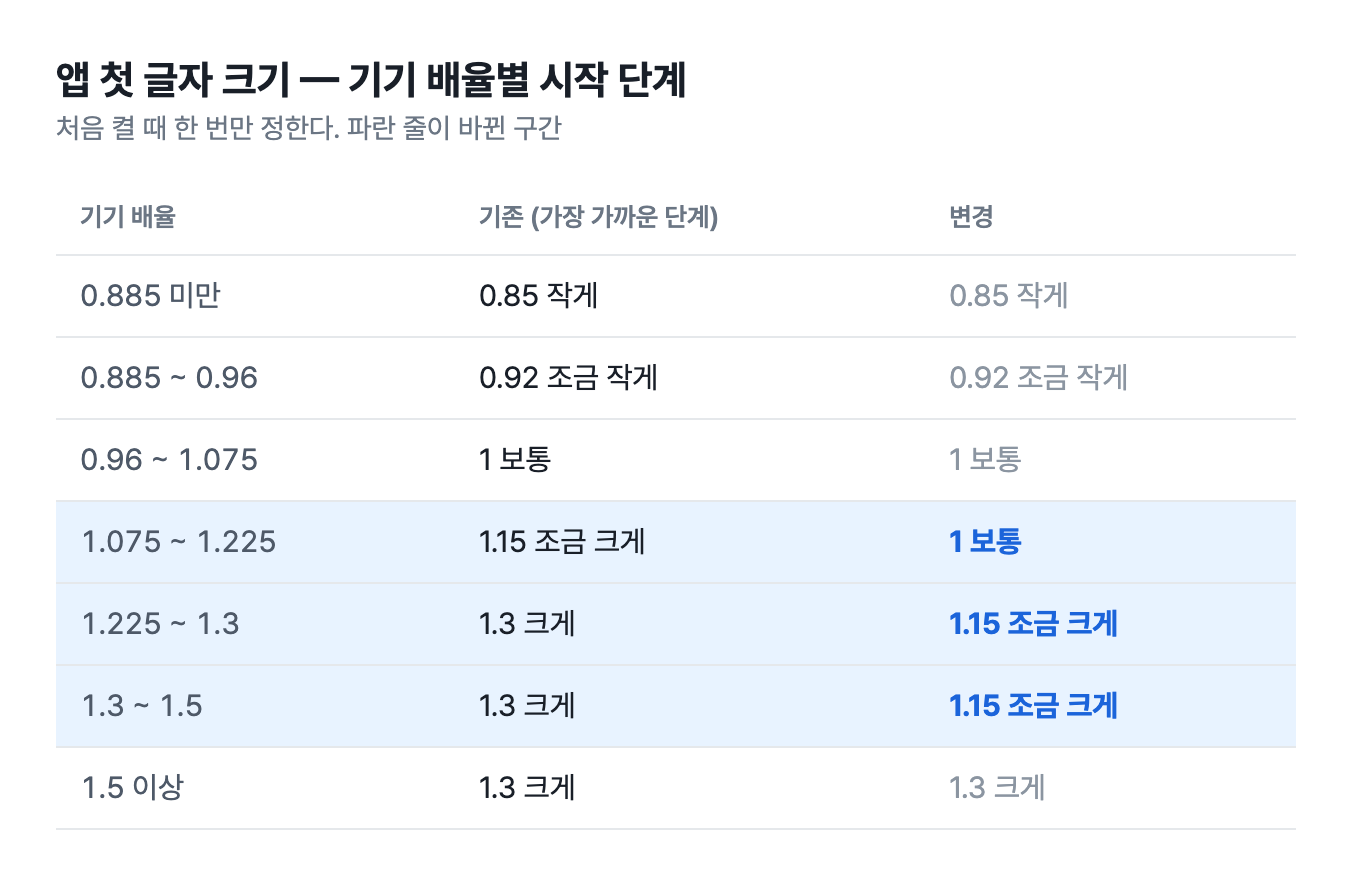 앱 첫 글자 크기 — 기기 배율별 시작 단계
처음 켤 때 한 번만 정한다. 파란 줄이 바뀐 구간
기기 배율 기존 (가장 가까운 단계) 변경
0.885 미만 0.85 작게 0.85 작게
0.885 ~ 0.96 0.92 조금 작게 0.92 조금 작게
0.96 ~ 1.075 1 보통 1 보통
1.075 ~ 1.225 1.15 조금 크게 1 보통
1.225 ~ 1.3 1.3 크게 1.15 조금 크게
1.3 ~ 1.5 1.3 크게 1.15 조금 크게
1.5 이상 1.3 크게 1.3 크게